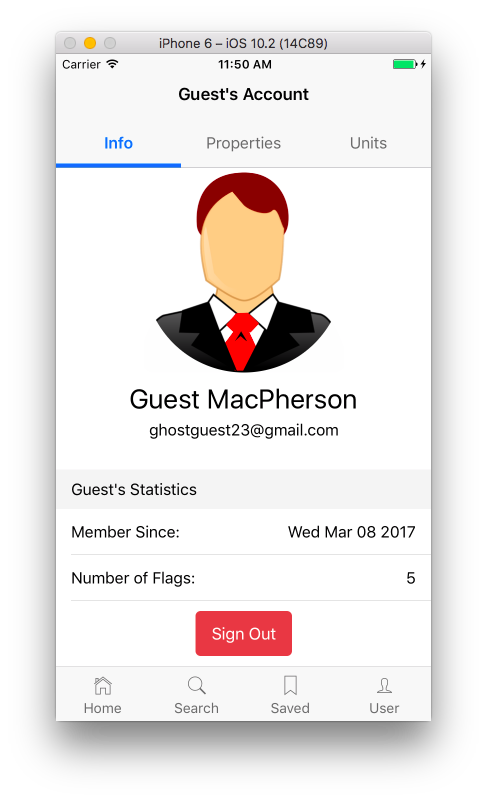 iPhone 6 – iOS 10.2 (14C89)
Carrier 11:50 AM
Guest's Account
Info Properties Units
Guest MacPherson
ghostguest23@gmail.com
Guest's Statistics
Member Since: Wed Mar 08 2017
Number of Flags: 5
Sign Out
Home Search Saved User